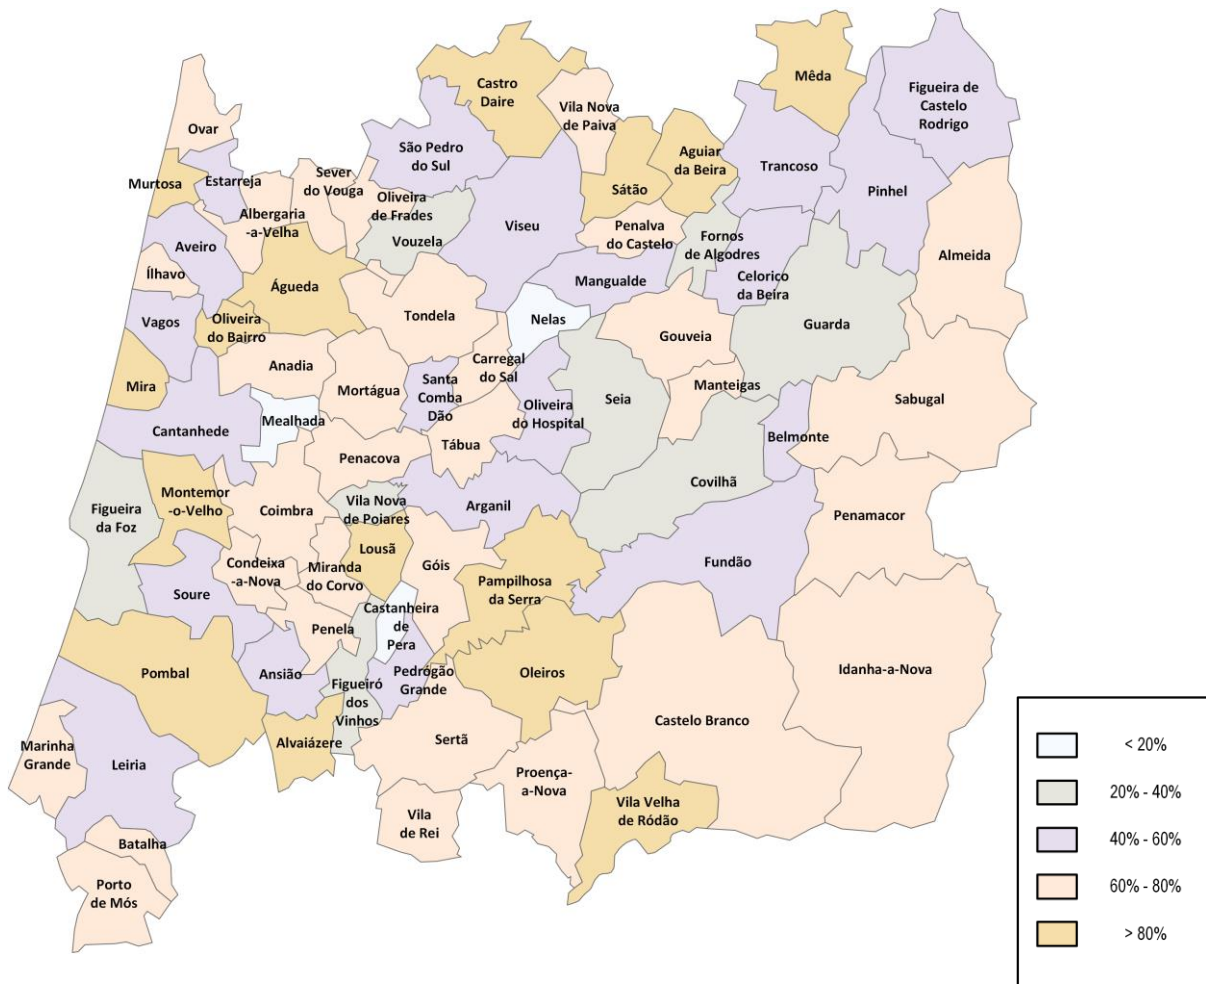 Castro
Daire
Mêda
Figueira de
Castelo
Rodrigo
Vila Nova
de Paiva
Ovar
São Pedro
do Sul
Aguiar
da Beira
Trancoso
Pinhel
Murtosa
Estarreja
Sever
do Vouga
Oliveira
de Frades
Sátão
Albergaria
-a-Velha
Vouzela
Viseu
Penalva
do Castelo
Fornos
de Algodres
Aveiro
Almeida
Ílhavo
Águeda
Mangualde
Celorico
da Beira
Vagos
Oliveira
do Bairro
Tondela
Nelas
Guarda
Gouveia
Anadia
Mira
Mortágua
Santa
Comba
Dão
Carregal
do Sal
Manteigas
Oliveira
do Hospital
Seia
Sabugal
Cantanhede
Mealhada
Tábua
Belmonte
Penacova
Covilhã
Figueira
da Foz
Montemor
-o-Velho
Coimbra
Vila Nova
de Poiares
Arganil
Penamacor
Lousã
Condeixa
-a-Nova
Miranda
do Corvo
Góis
Fundão
Soure
Pampilhosa
da Serra
Castanheira
de
Pera
Penela
Pombal
Ansião
Figueiró
dos
Vinhos
Pedrógão
Grande
Oleiros
Idanha-a-Nova
Castelo Branco
Marinha
Grande
Leiria
Alvaiázere
Sertã
Proença-
a-Nova
Vila
de Rei
Vila Velha
de Ródão
Batalha
Porto
de Mós
< 20%
20% - 40%
40% - 60%
60% - 80%
> 80%